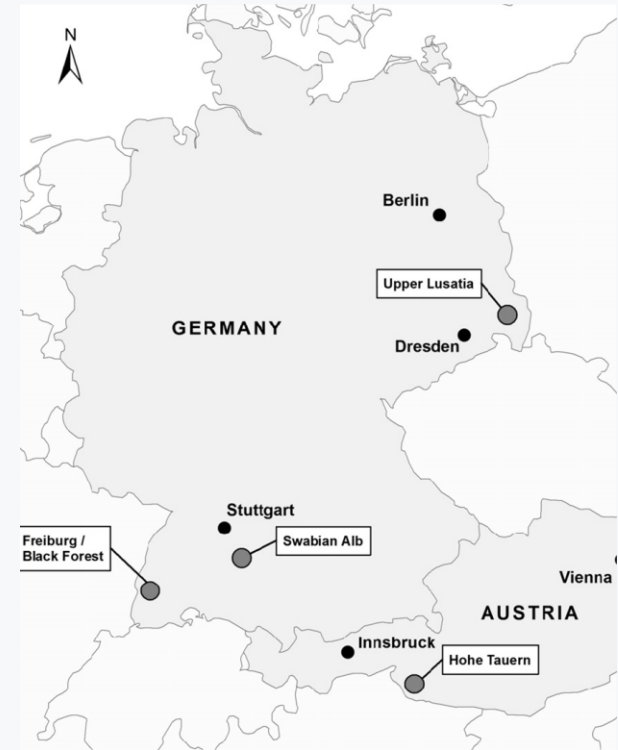 N
Berlin
Upper Lusatia
GERMANY
Dresden
Stuttgart
Freiburg /
Black Forest
Swabian Alb
Vienna
AUSTRIA
Innsbruck
Hohe Tauern